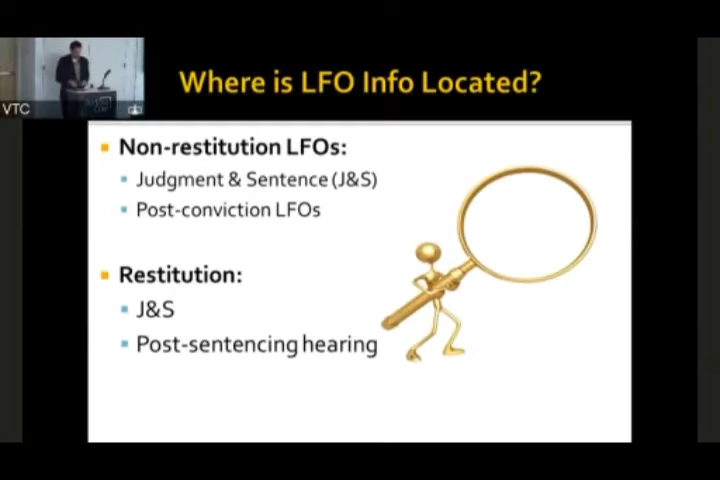 VTC
Where is LFO Info Located?
Non-restitution LFOs:
Judgment & Sentence (J&S)
Post-conviction LFOs
Restitution:
J&S
Post-sentencing hearing